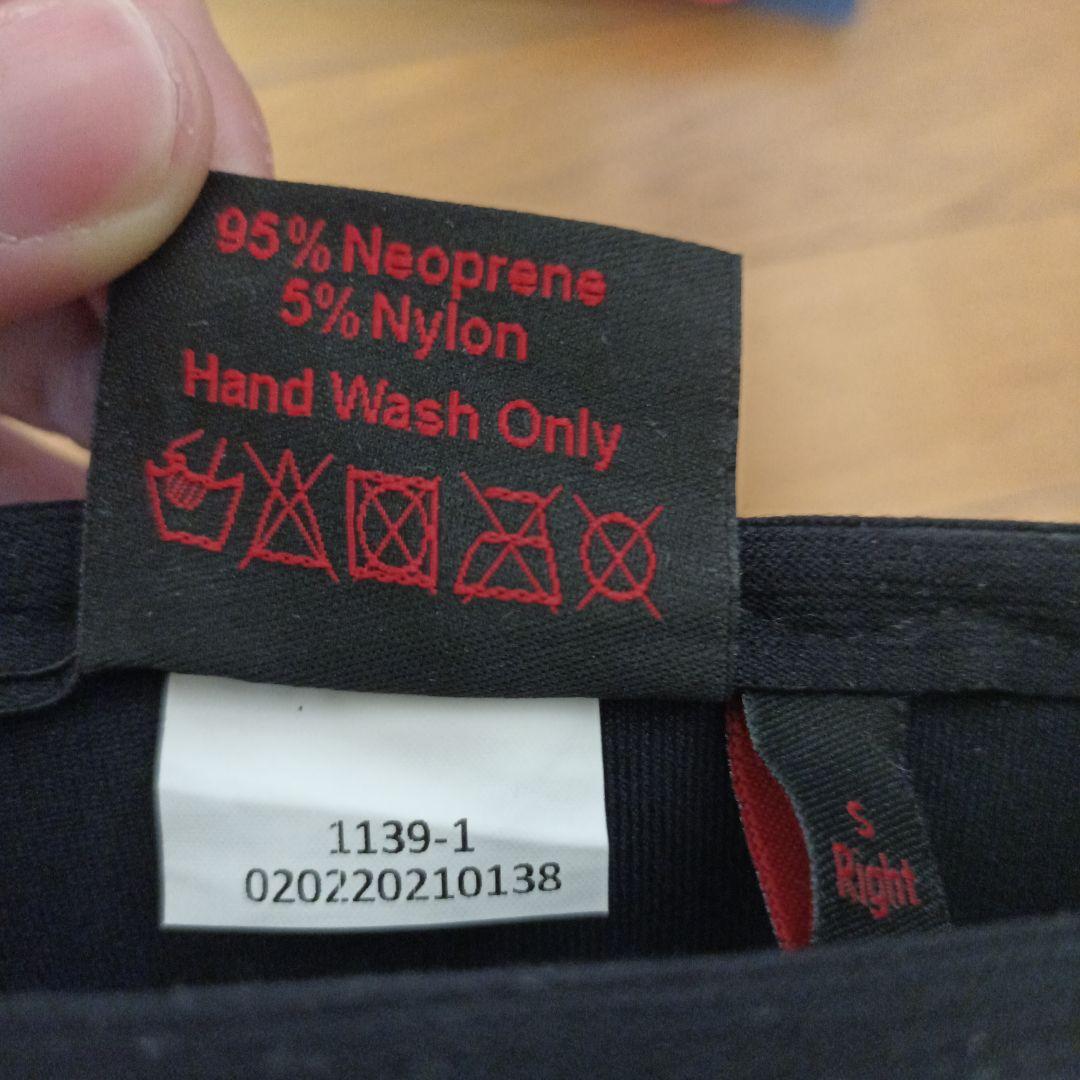 95% Neoprene
5% Nylon
Hand Wash Only
1139-1
020220210138
S
Right